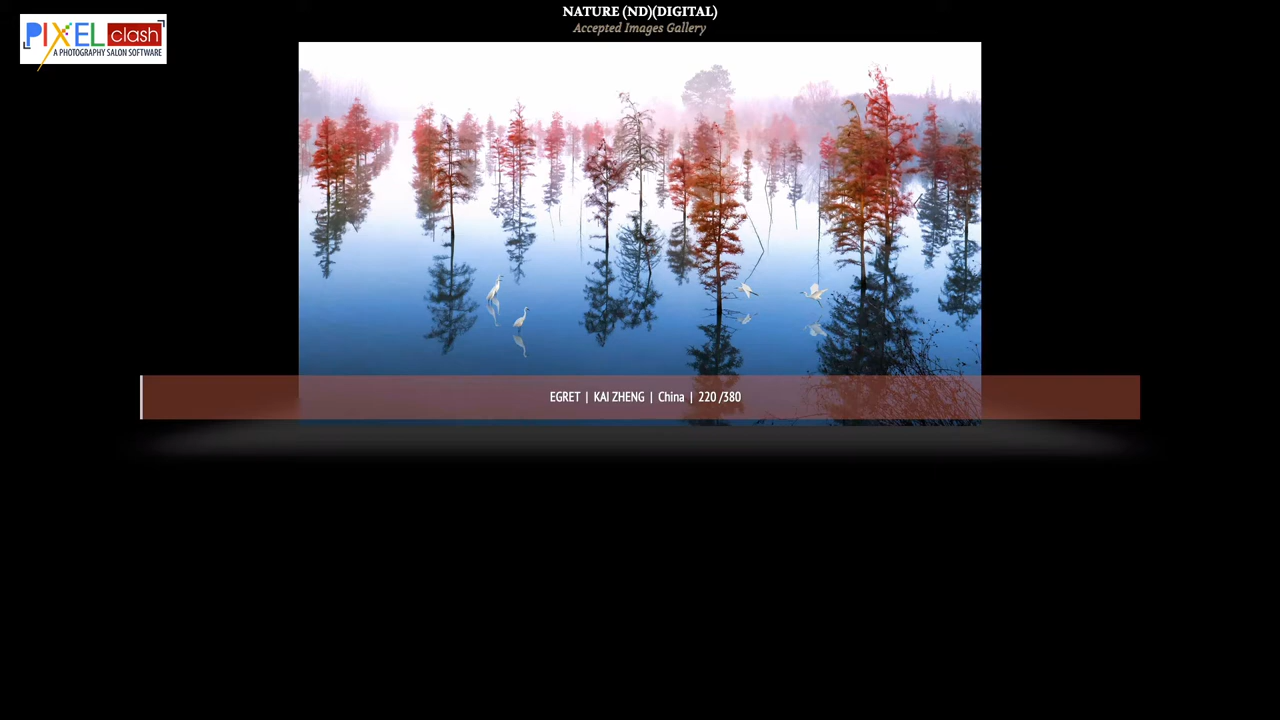 NATURE (ND)(DIGITAL)
Accepted Images Gallery
PIXEL clash
A PHOTOGRAPHY SALON SOFTWARE
EGRET | KAI ZHENG | China | 220 /380